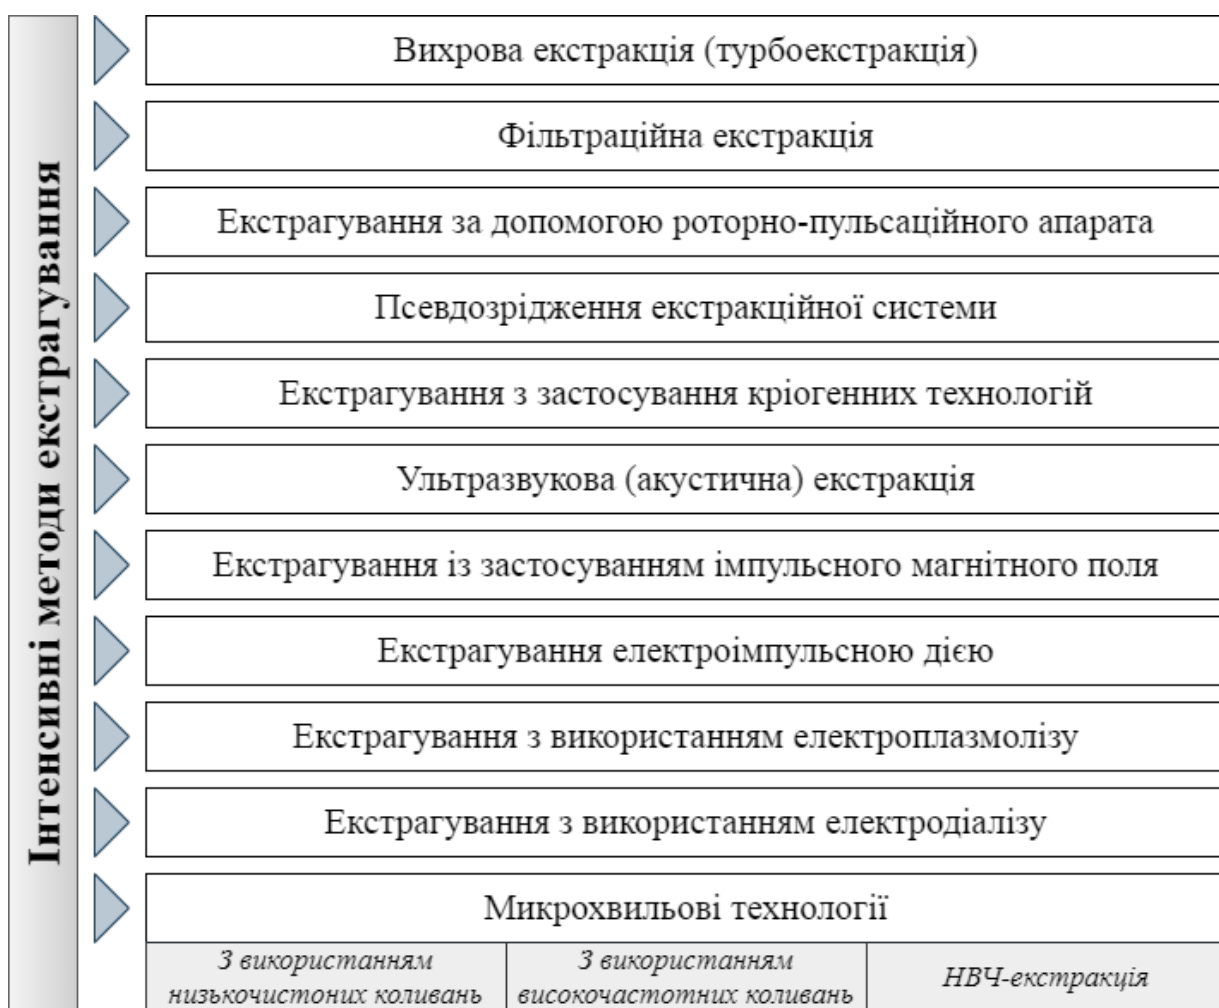 Інтенсивні методи екстрагування
Вихрова екстракція (турбоекстракція)
Фільтраційна екстракція
Екстрагування за допомогою роторно-пульсаційного апарата
Псевдозрідження екстракційної системи
Екстрагування з застосування кріогенних технологій
Ультразвукова (акустична) екстракція
Екстрагування із застосуванням імпульсного магнітного поля
Екстрагування електроімпульсною дією
Екстрагування з використанням електроплазмолізу
Екстрагування з використанням електродіалізу
Микрохвильові технології
З використанням
низькочистоних коливань
З використанням
високочастотних коливань
НВЧ-екстракція